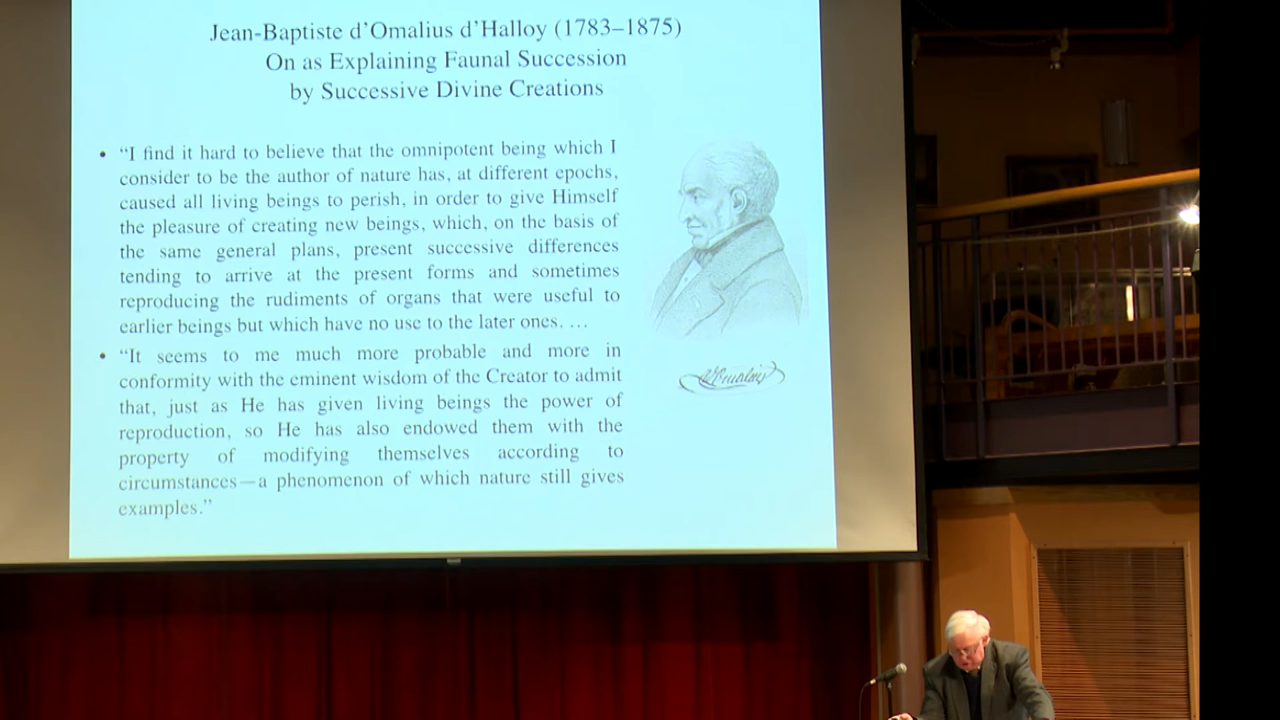 Jean-Baptiste d'Omalius d'Halloy (1783–1875)
On as Explaining Faunal Succession
by Successive Divine Creations
• “I find it hard to believe that the omnipotent being which I
consider to be the author of nature has, at different epochs,
caused all living beings to perish, in order to give Himself
the pleasure of creating new beings, which, on the basis of
the same general plans, present successive differences
tending to arrive at the present forms and sometimes
reproducing the rudiments of organs that were useful to
earlier beings but which have no use to the later ones. …
• “It seems to me much more probable and more in
conformity with the eminent wisdom of the Creator to admit
that, just as He has given living beings the power of
reproduction, so He has also endowed them with the
property of modifying themselves according to
circumstances—a phenomenon of which nature still gives
examples.”